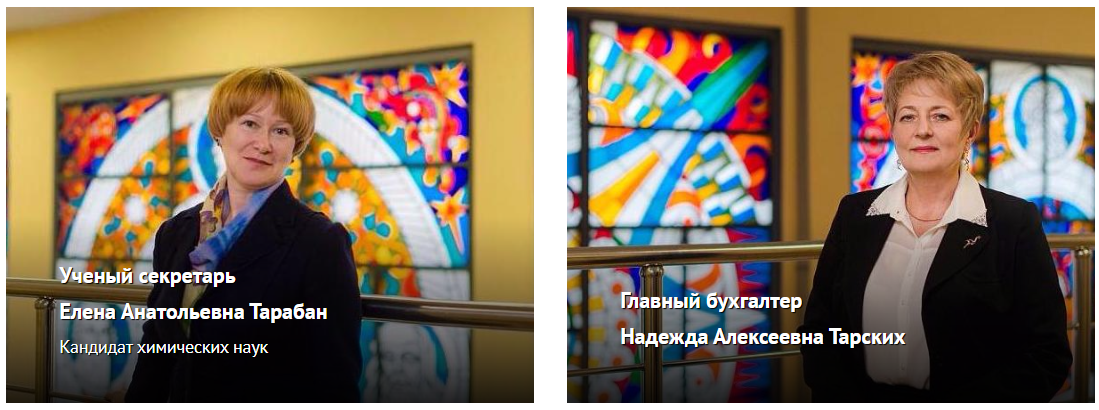 Ученый секретарь
Елена Анатольевна Тарабан
Кандидат химических наук
Главный бухгалтер
Надежда Алексеевна Тарских